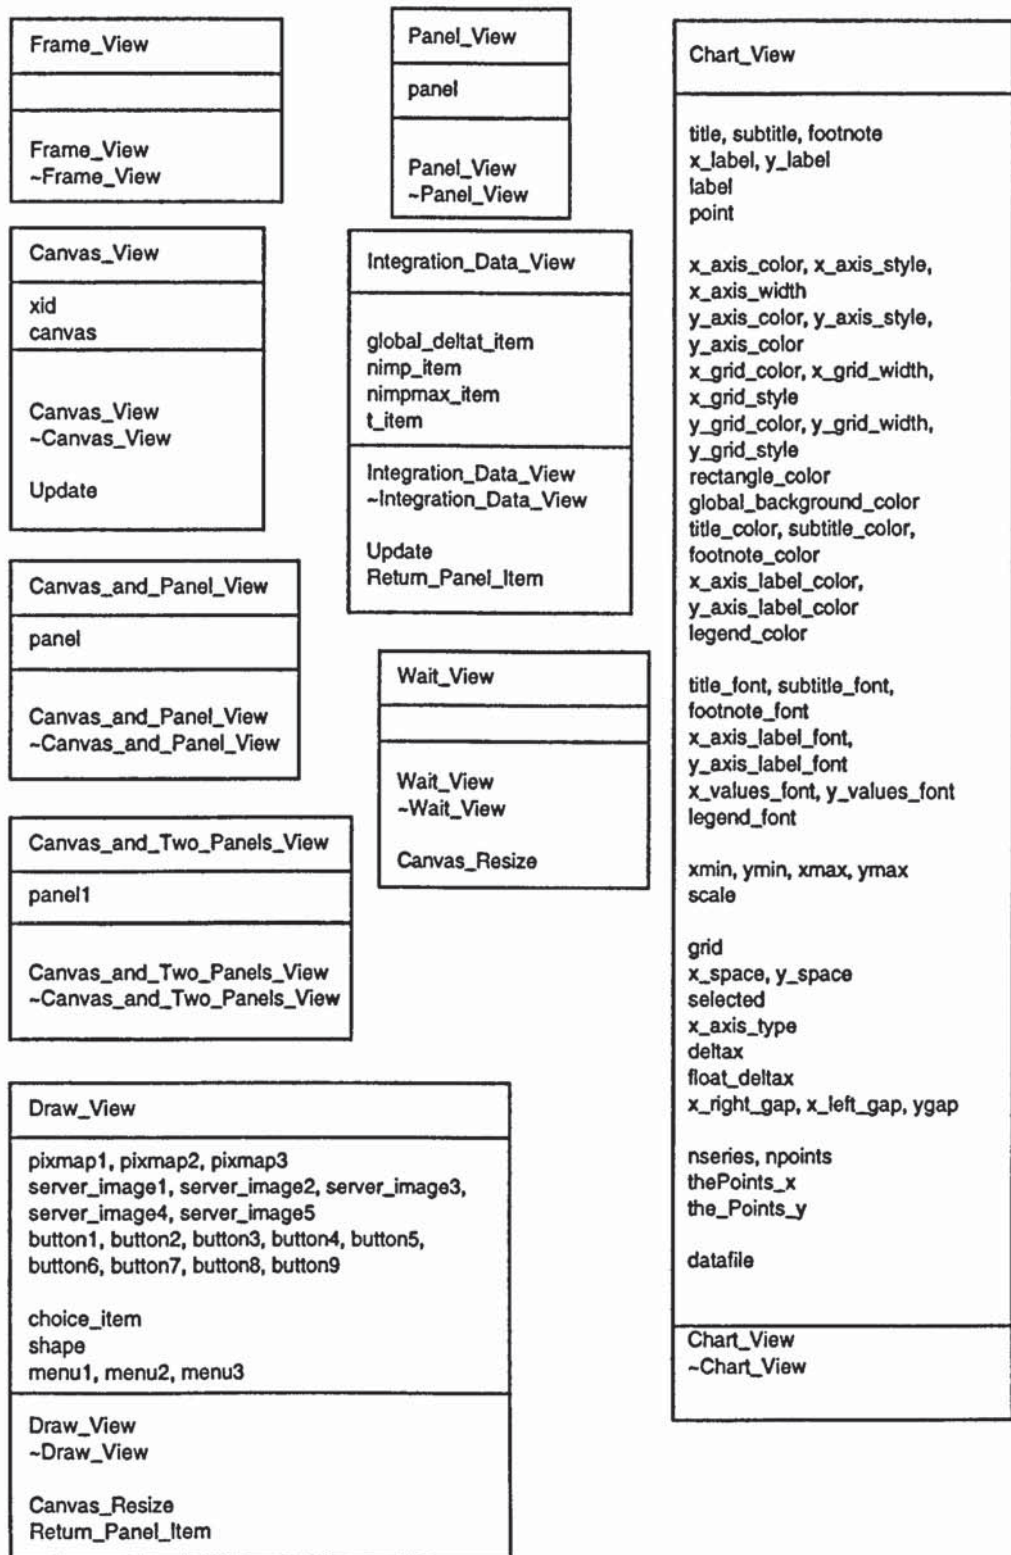 Frame_View
Frame_View
~Frame_View
Canvas_View
xid
canvas
Canvas_View
~Canvas_View
Update
Canvas_and_Panel_View
panel
Canvas_and_Panel_View
~Canvas_and_Panel_View
Canvas_and_Two_Panels_View
panel1
Canvas_and_Two_Panels_View
~Canvas_and_Two_Panels_View
Draw_View
pixmap1, pixmap2, pixmap3
server_image1, server_image2, server_image3,
server_image4, server_image5
button1, button2, button3, button4, button5,
button6, button7, button8, button9
choice_item
shape
menu1, menu2, menu3
Draw_View
~Draw_View
Canvas_Resize
Return_Panel_Item
Panel_View
panel
Panel_View
~Panel_View
Integration_Data_View
global_deltat_item
nimp_item
nimpmax_item
t_item
Integration_Data_View
~Integration_Data_View
Update
Return_Panel_Item
Wait_View
Wait_View
~Wait_View
Canvas_Resize
Chart_View
title, subtitle, footnote
x_label, y_label
label
point
x_axis_color, x_axis_style,
x_axis_width
y_axis_color, y_axis_style,
y_axis_color
x_grid_color, x_grid_width,
x_grid_style
y_grid_color, y_grid_width,
y_grid_style
rectangle_color
global_background_color
title_color, subtitle_color,
footnote_color
x_axis_label_color,
y_axis_label_color
legend_color
title_font, subtitle_font,
footnote_font
x_axis_label_font,
y_axis_label_font
x_values_font, y_values_font
legend_font
xmin, ymin, xmax, ymax
scale
grid
x_space, y_space
selected
x_axis_type
deltax
float_deltax
x_right_gap, x_left_gap, ygap
nseries, npoints
thePoints_x
the_Points_y
datafile
Chart_View
~Chart_View